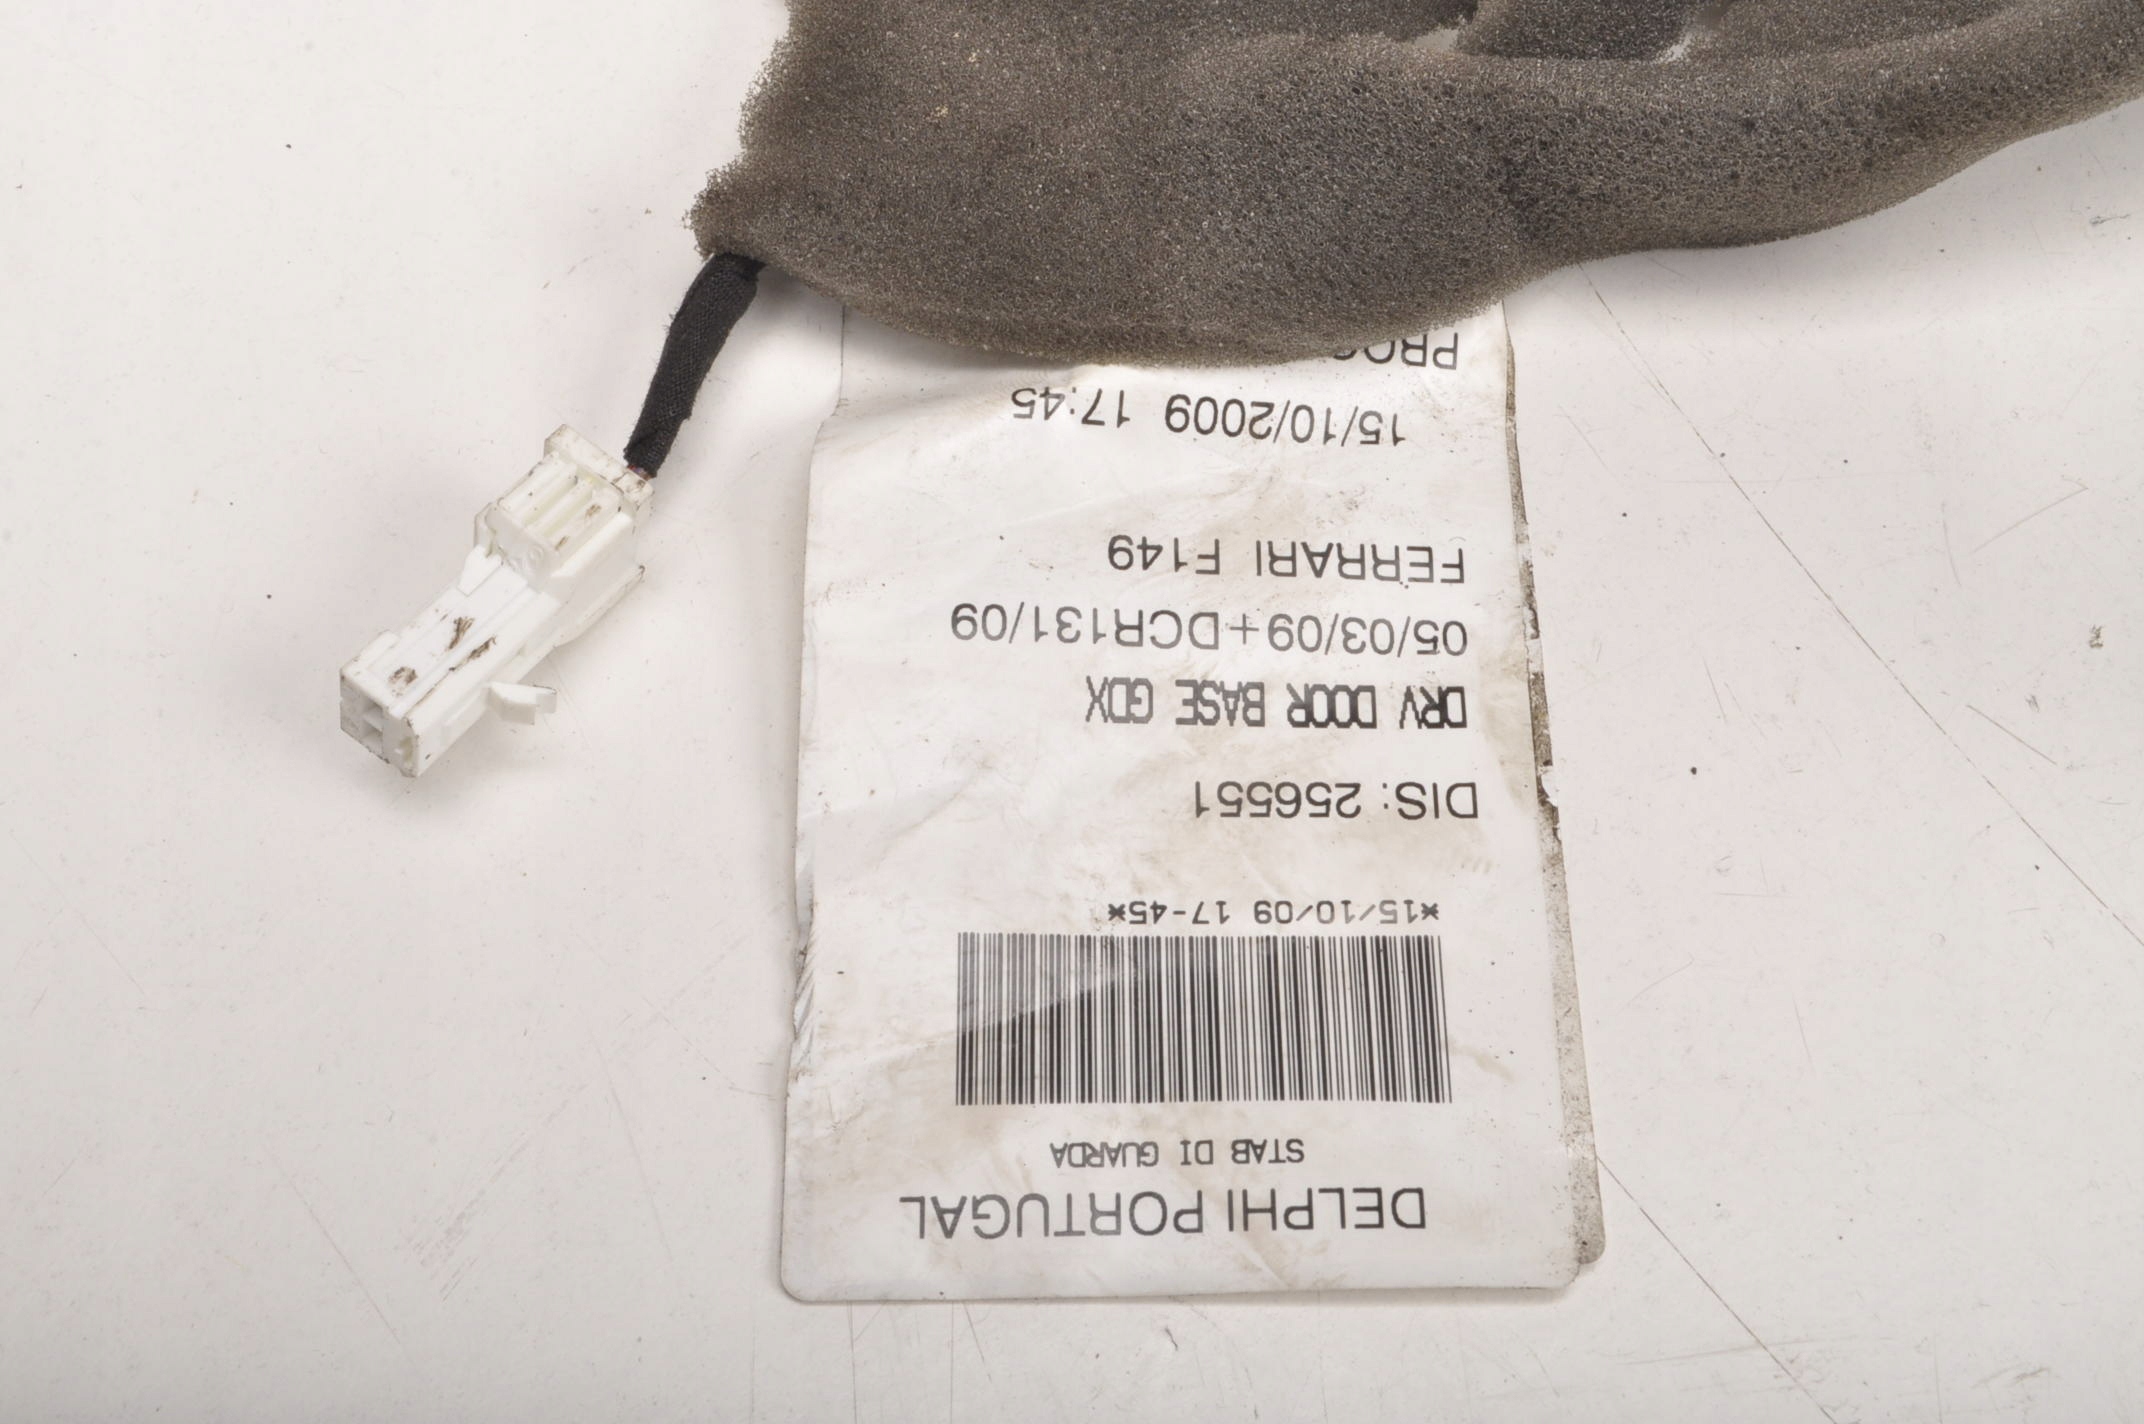 DELPHI PORTUGAL
STAB DI GUARDA
*15/10/09 17-45*
DIS: 256551
DRV DOOR BASE GDX
05/03/09+DCR131/09
FERRARI F149
15/10/2009 17:45